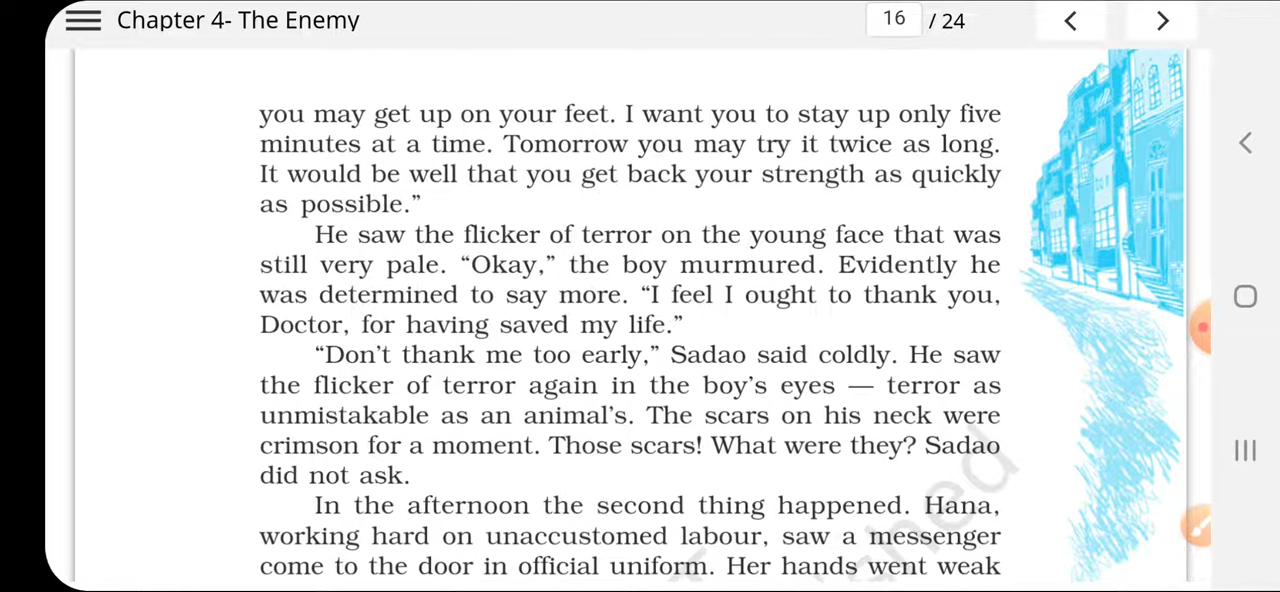 Chapter 4- The Enemy
16 / 24
you may get up on your feet. I want you to stay up only five
minutes at a time. Tomorrow you may try it twice as long.
It would be well that you get back your strength as quickly
as possible.”
He saw the flicker of terror on the young face that was
still very pale. “Okay,” the boy murmured. Evidently he
was determined to say more. “I feel I ought to thank you,
Doctor, for having saved my life.”
“Don’t thank me too early,” Sadao said coldly. He saw
the flicker of terror again in the boy’s eyes — terror as
unmistakable as an animal’s. The scars on his neck were
crimson for a moment. Those scars! What were they? Sadao
did not ask.
In the afternoon the second thing happened. Hana,
working hard on unaccustomed labour, saw a messenger
come to the door in official uniform. Her hands went weak